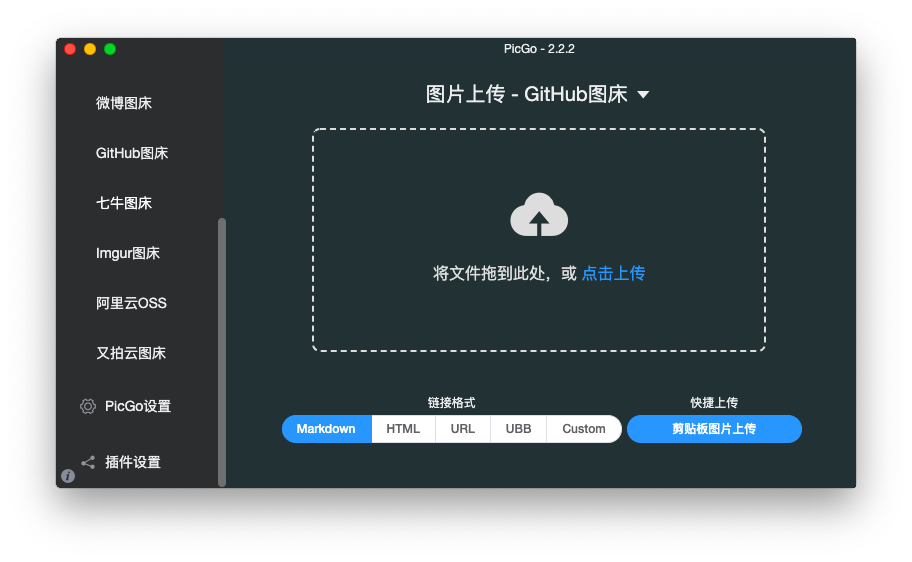 PicGo - 2.2.2
微博图床
GitHub图床
七牛图床
Imgur图床
阿里云OSS
又拍云图床
PicGo设置
插件设置
图片上传 - GitHub图床
将文件拖到此处，或 点击上传
链接格式
Markdown HTML URL UBB Custom
快捷上传
剪贴板图片上传